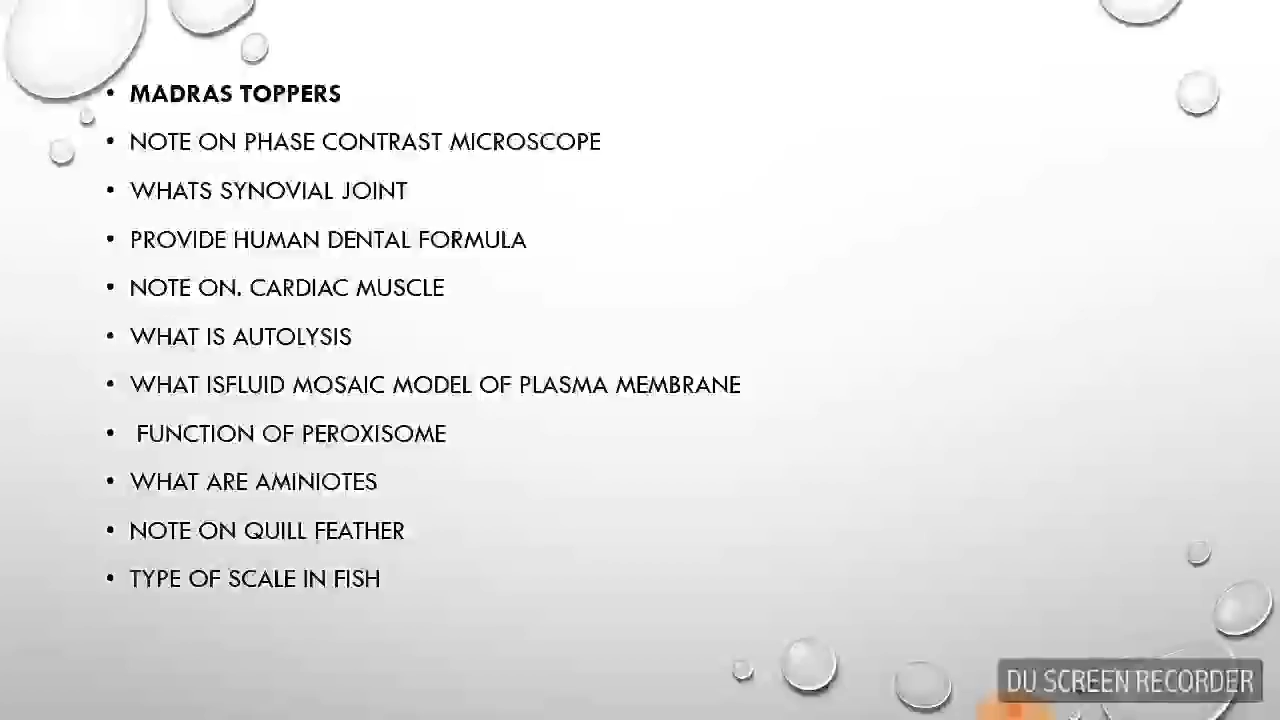 • MADRAS TOPPERS
• NOTE ON PHASE CONTRAST MICROSCOPE
• WHATS SYNOVIAL JOINT
• PROVIDE HUMAN DENTAL FORMULA
• NOTE ON. CARDIAC MUSCLE
• WHAT IS AUTOLYSIS
• WHAT ISFLUID MOSAIC MODEL OF PLASMA MEMBRANE
• FUNCTION OF PEROXISOME
• WHAT ARE AMINIOTES
• NOTE ON QUILL FEATHER
• TYPE OF SCALE IN FISH
DU SCREEN RECORDER